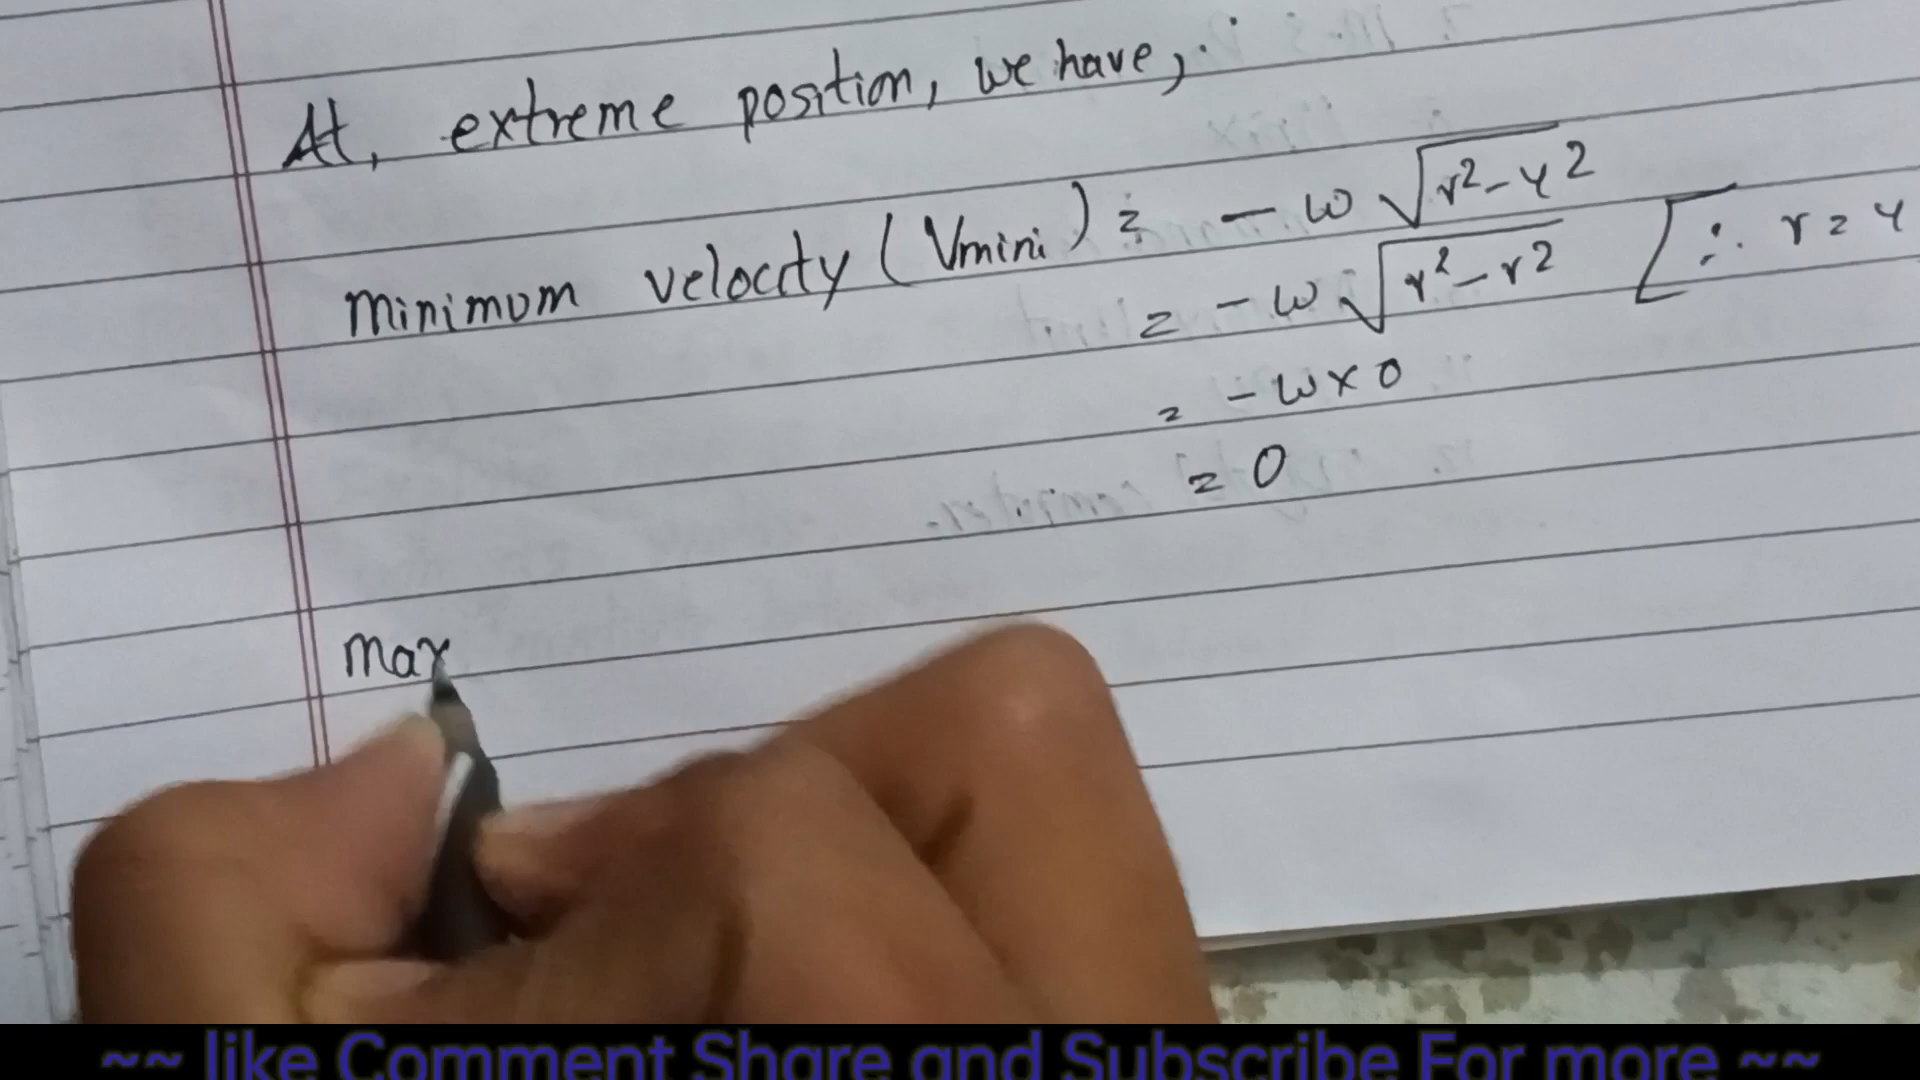 At, extreme position, we have,
minimum velocity (Vmini) = - ω √r²-y² [∴ r = y
= - ω √r²-r²
= - ω x 0
= 0
max
~~ like Comment Share and Subscribe For more ~~